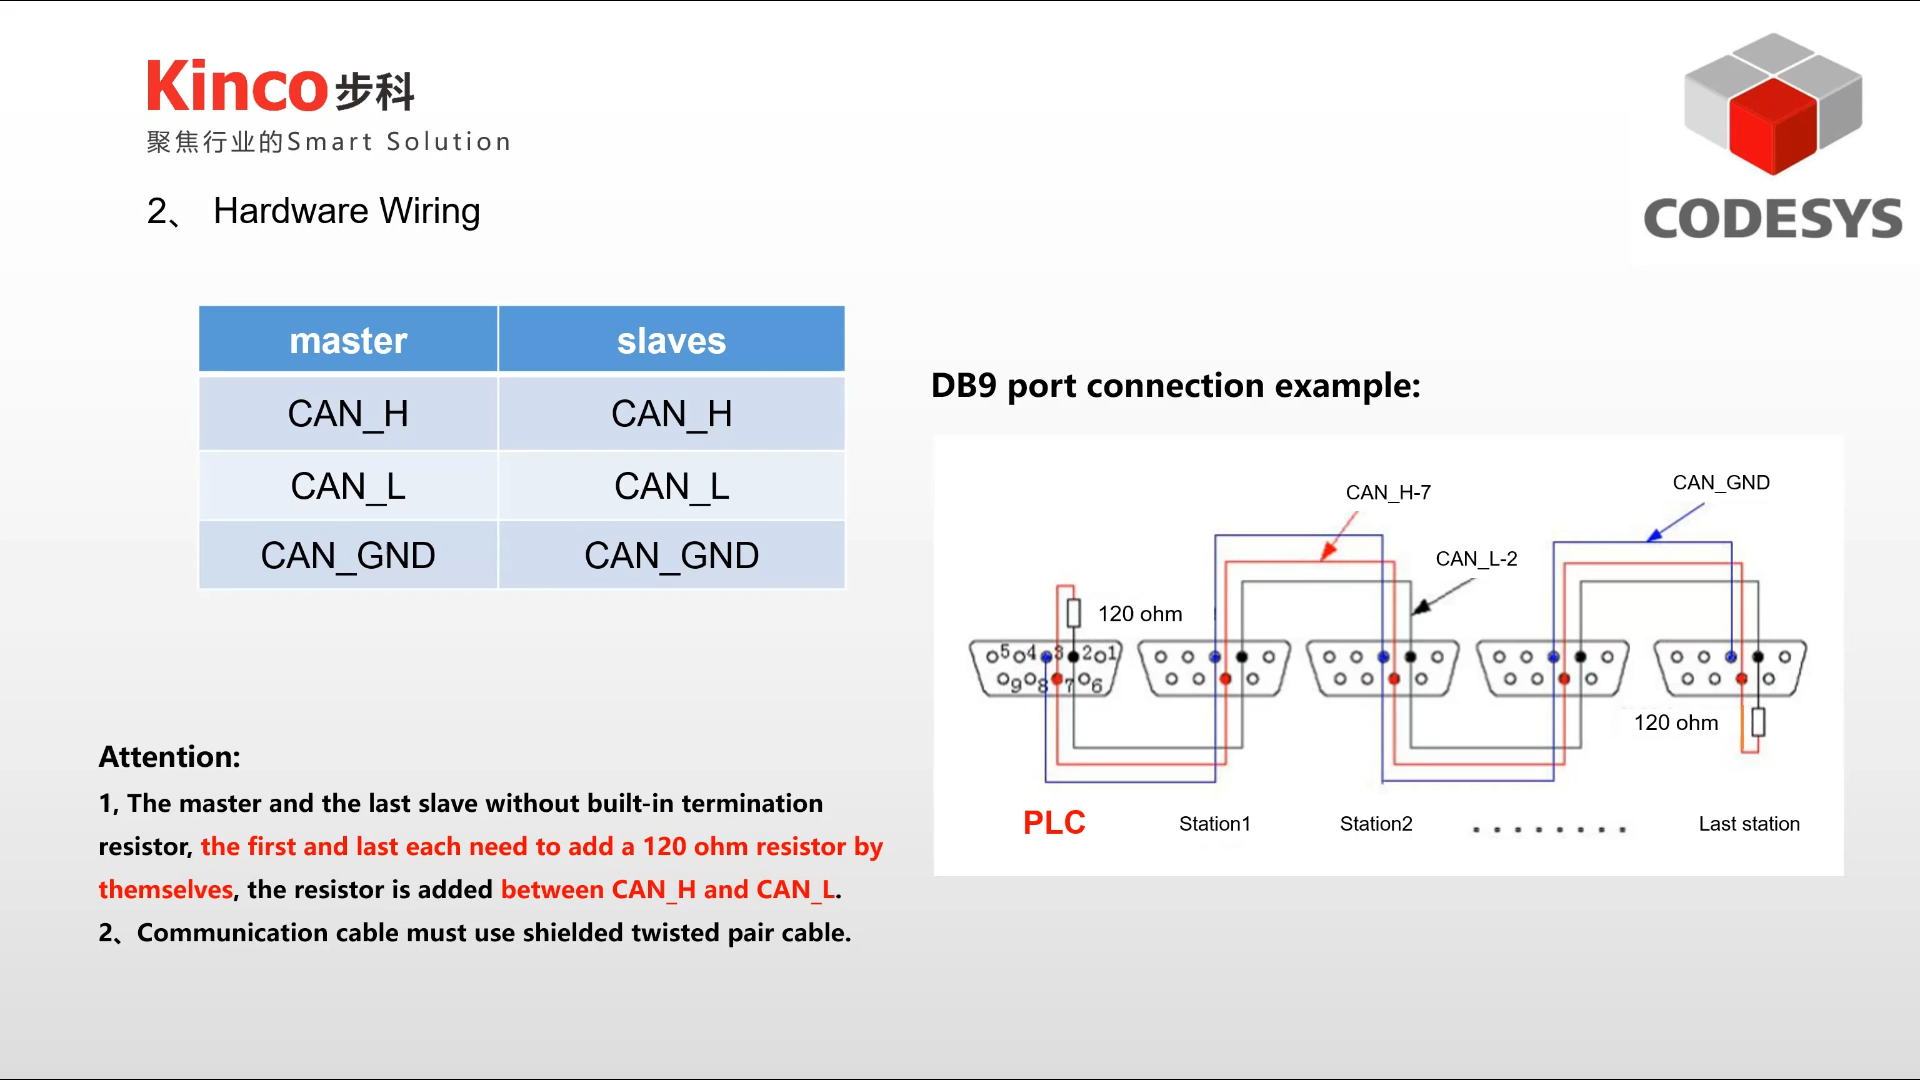 Kinco步科
聚焦行业的Smart Solution
CODESYS
2、 Hardware Wiring
master slaves
CAN_H CAN_H
CAN_L CAN_L
CAN_GND CAN_GND
DB9 port connection example:
CAN_GND
CAN_H-7
CAN_L-2
120 ohm
5 4 3 2 1
9 8 7 6
120 ohm
PLC Station1 Station2 ........ Last station
Attention:
1, The master and the last slave without built-in termination
resistor, the first and last each need to add a 120 ohm resistor by
themselves, the resistor is added between CAN_H and CAN_L.
2、Communication cable must use shielded twisted pair cable.